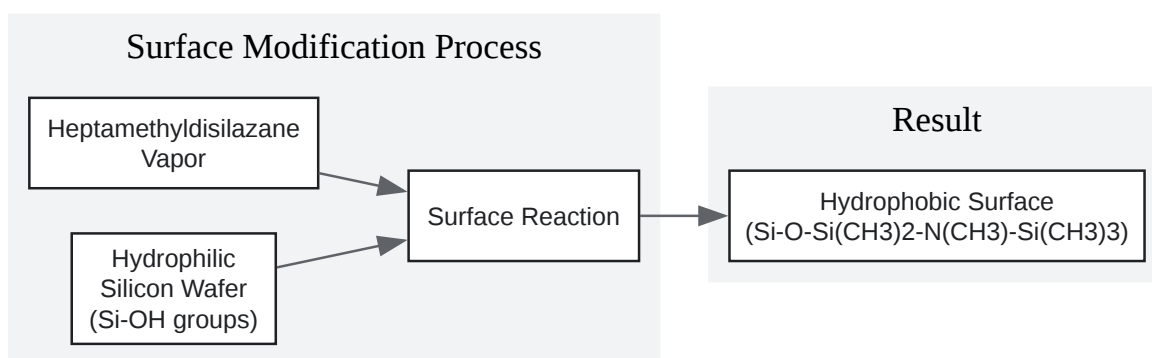 Surface Modification Process
Heptamethyldisilazane
Vapor
Hydrophilic
Silicon Wafer
(Si-OH groups)
Surface Reaction
Result
Hydrophobic Surface
(Si-O-Si(CH3)2-N(CH3)-Si(CH3)3)